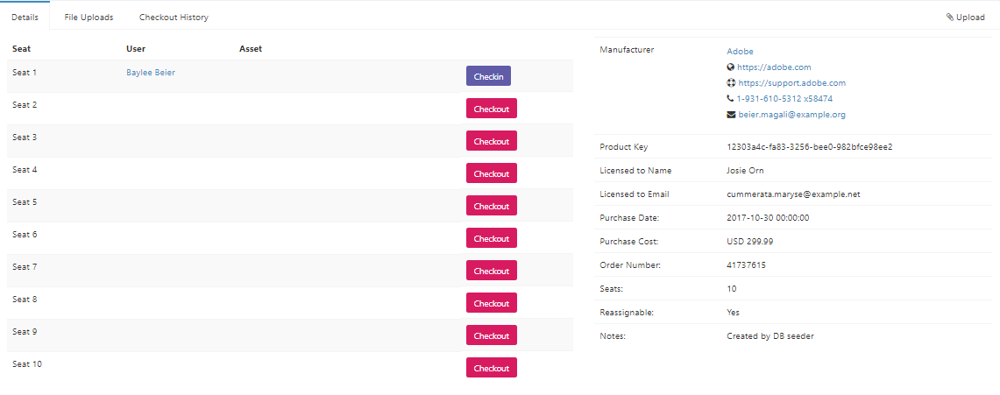 Details File Uploads Checkout History Upload
Seat User Asset
Seat 1 Baylee Beier Checkin
Seat 2 Checkout
Seat 3 Checkout
Seat 4 Checkout
Seat 5 Checkout
Seat 6 Checkout
Seat 7 Checkout
Seat 8 Checkout
Seat 9 Checkout
Seat 10 Checkout
Manufacturer Adobe
https://adobe.com
https://support.adobe.com
1-931-610-5312 x58474
beier.magali@example.org
Product Key 12303a4c-fa83-3256-bee0-982bfce98ee2
Licensed to Name Josie Orn
Licensed to Email cummerata.maryse@example.net
Purchase Date: 2017-10-30 00:00:00
Purchase Cost: USD 299.99
Order Number: 41737615
Seats: 10
Reassignable: Yes
Notes: Created by DB seeder